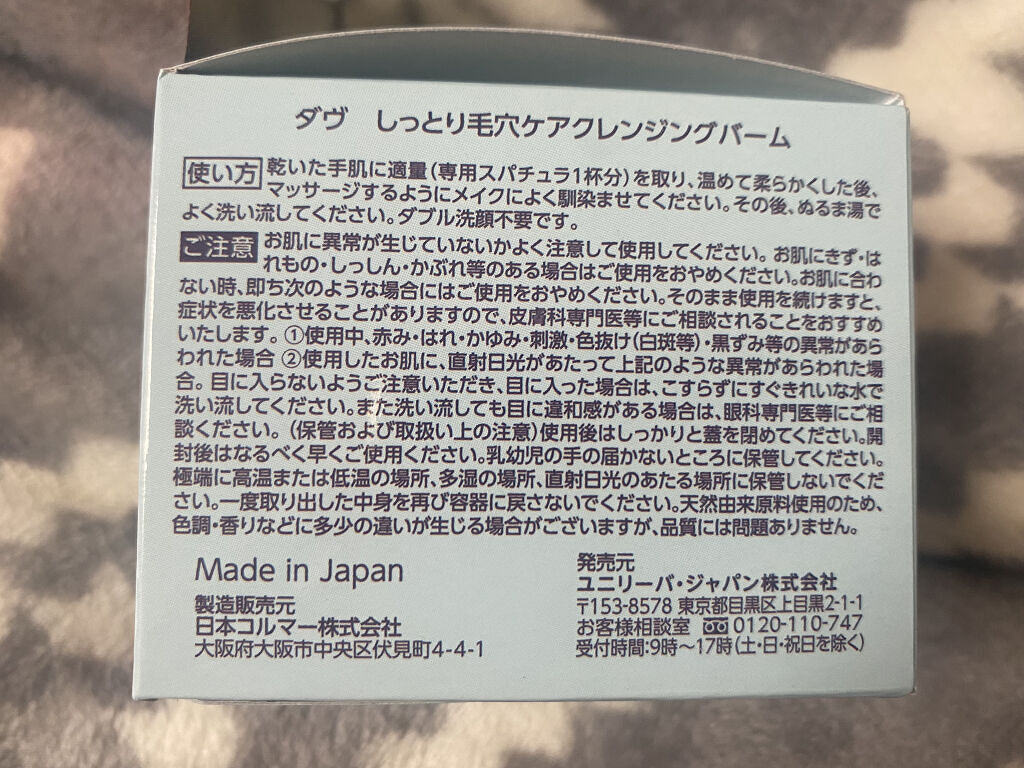 ダヴ しっとり毛穴ケアクレンジングバーム
使い方 乾いた手肌に適量(専用スパチュラ1杯分)を取り、温めて柔らかくした後、
マッサージするようにメイクによく馴染ませてください。その後、ぬるま湯で
よく洗い流してください。ダブル洗顔不要です。
ご注意 お肌に異常が生じていないかよく注意して使用してください。お肌にきず・は
れもの・しっしん・かぶれ等のある場合はご使用をおやめください。お肌に合わ
ない時、即ち次のような場合にはご使用をおやめください。そのまま使用を続けますと、
症状を悪化させることがありますので、皮膚科専門医等にご相談されることをおすすめ
いたします。①使用中、赤み・はれ・かゆみ・刺激・色抜け(白斑等)・黒ずみ等の異常があら
われた場合 ②使用したお肌に、直射日光があたって上記のような異常があらわれた場
合。目に入らないようご注意いただき、目に入った場合は、こすらずにすぐきれいな水で
洗い流してください。また洗い流しても目に違和感がある場合は、眼科専門医等にご相
談ください。(保管および取扱い上の注意)使用後はしっかりと蓋を閉めてください。開
封後はなるべく早くご使用ください。乳幼児の手の届かないところに保管してください。
極端に高温または低温の場所、多湿の場所、直射日光のあたる場所に保管しないでくだ
さい。一度取り出した中身を再び容器に戻さないでください。天然由来原料使用のため、
色調・香りなどに多少の違いが生じる場合がございますが、品質には問題ありません。
Made in Japan
製造販売元
日本コルマー株式会社
大阪府大阪市中央区伏見町4-4-1
発売元
ユニリーバ・ジャパン株式会社
〒153-8578 東京都目黒区上目黒2-1-1
お客様相談室 0120-110-747
受付時間:9時〜17時(土・日・祝日を除く)